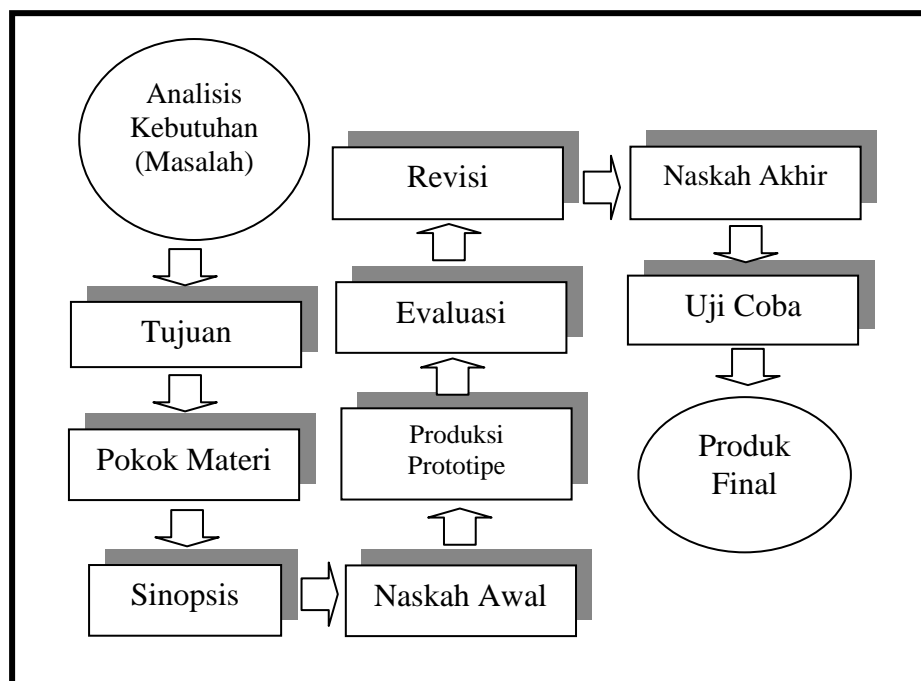 Analisis
Kebutuhan
(Masalah)
Tujuan
Pokok Materi
Sinopsis
Naskah Awal
Produksi
Prototipe
Evaluasi
Revisi
Naskah Akhir
Uji Coba
Produk
Final